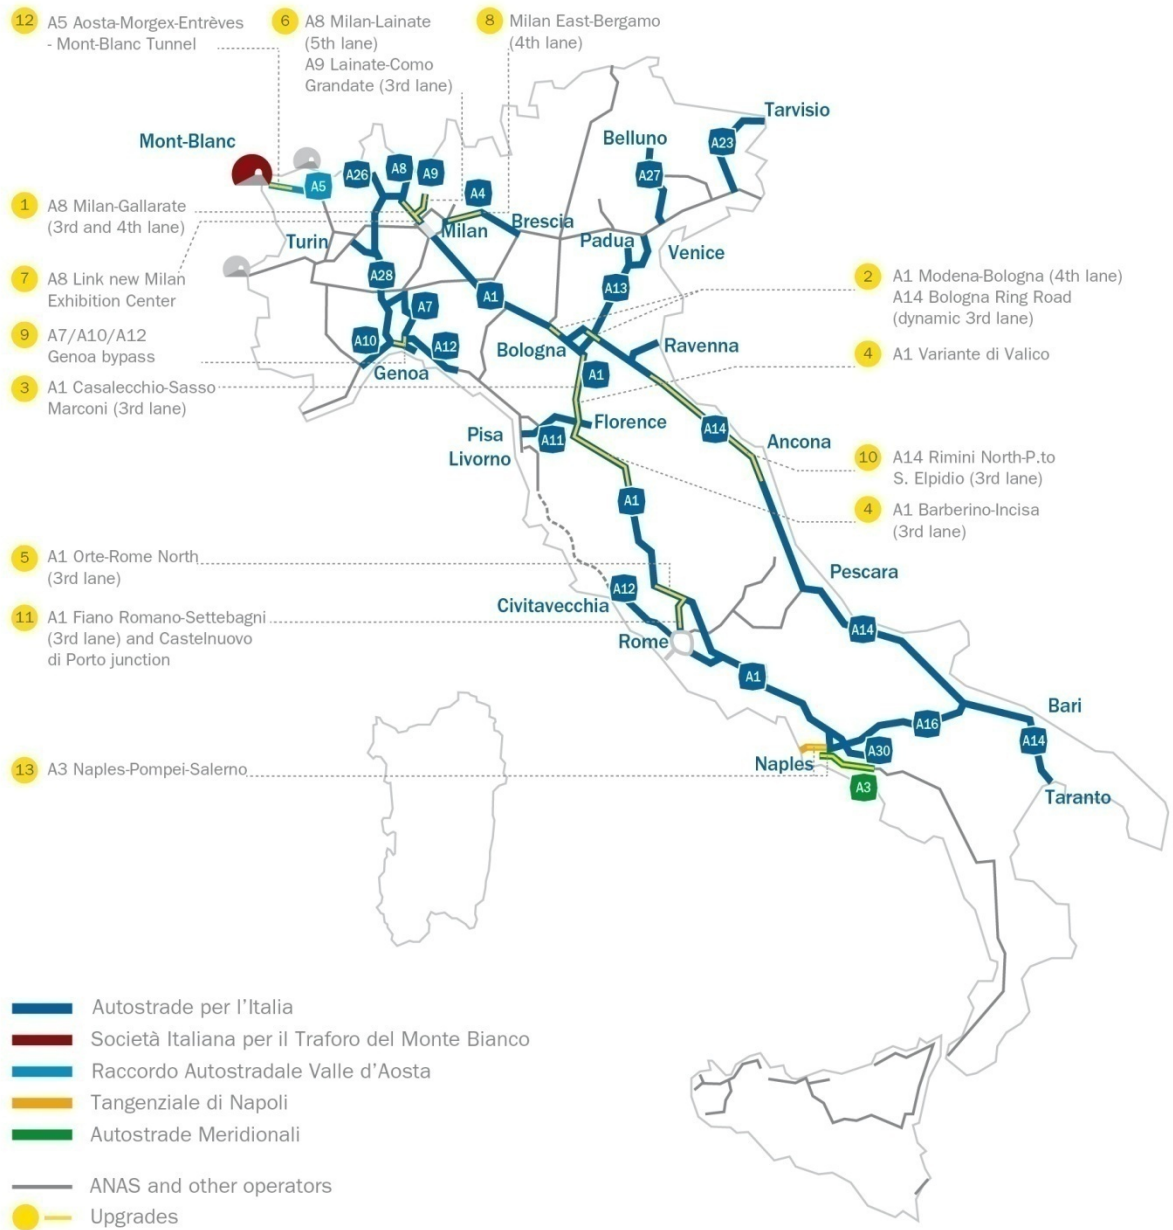 12 A5 Aosta-Morgex-Entrèves
- Mont-Blanc Tunnel
6 A8 Milan-Lainate
(5th lane)
A9 Lainate-Como
Grandate (3rd lane)
8 Milan East-Bergamo
(4th lane)
Tarvisio
Mont-Blanc
Belluno
A23
A5
A26
A8
A9
A4
A27
1 A8 Milan-Gallarate
(3rd and 4th lane)
Turin
Milan
Brescia
Padua
Venice
7 A8 Link new Milan
Exhibition Center
A28
A1
A13
2 A1 Modena-Bologna (4th lane)
A14 Bologna Ring Road
(dynamic 3rd lane)
9 A7/A10/A12
Genoa bypass
A7
A10
A12
Genoa
Bologna
Ravenna
4 A1 Variante di Valico
3 A1 Casalecchio-Sasso
Marconi (3rd lane)
A1
Pisa
Livorno
A11
Florence
A14
Ancona
10 A14 Rimini North-P.to
S. Elpidio (3rd lane)
A1
4 A1 Barberino-Incisa
(3rd lane)
5 A1 Orte-Rome North
(3rd lane)
A12
Civitavecchia
Pescara
11 A1 Fiano Romano-Settebagni
(3rd lane) and Castelnuovo
di Porto junction
Rome
A14
A1
Bari
A16
A14
A30
13 A3 Naples-Pompei-Salerno
Naples
A3
Taranto
Autostrade per l'Italia
Società Italiana per il Traforo del Monte Bianco
Raccordo Autostradale Valle d'Aosta
Tangenziale di Napoli
Autostrade Meridionali
ANAS and other operators
Upgrades